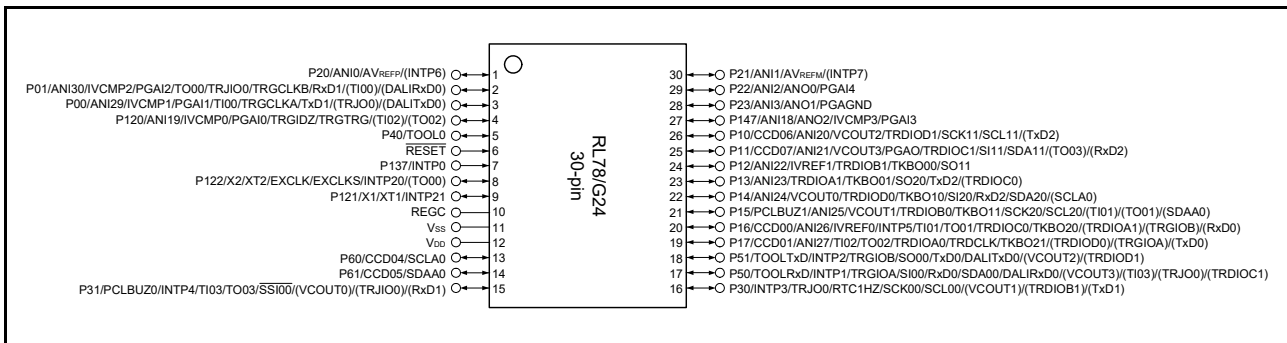 P20/ANI0/AVREFP/(INTP6) 1
P01/ANI30/IVCMP2/PGAI2/TO00/TRJIO0/TRGCLKB/RxD1/(TI00)/(DALIRxD0) 2
P00/ANI29/IVCMP1/PGAI1/TI00/TRGCLKA/TxD1/(TRJO0)/(DALITxD0) 3
P120/ANI19/IVCMP0/PGAI0/TRGIDZ/TRGTRG/(TI02)/(TO02) 4
P40/TOOL0 5
RESET 6
P137/INTP0 7
P122/X2/XT2/EXCLK/EXCLKS/INTP20/(TO00) 8
P121/X1/XT1/INTP21 9
REGC 10
VSS 11
VDD 12
P60/CCD04/SCLA0 13
P61/CCD05/SDAA0 14
P31/PCLBUZ0/INTP4/TI03/TO03/SSI00/(VCOUT0)/(TRJIO0)/(RxD1) 15
RL78/G24
30-pin
30 P21/ANI1/AVREFM/(INTP7)
29 P22/ANI2/ANO0/PGAI4
28 P23/ANI3/ANO1/PGAGND
27 P147/ANI18/ANO2/IVCMP3/PGAI3
26 P10/CCD06/ANI20/VCOUT2/TRDIOD1/SCK11/SCL11/(TxD2)
25 P11/CCD07/ANI21/VCOUT3/PGAO/TRDIOC1/SI11/SDA11/(TO03)/(RxD2)
24 P12/ANI22/IVREF1/TRDIOB1/TKBO00/SO11
23 P13/ANI23/TRDIOA1/TKBO01/SO20/TxD2/(TRDIOC0)
22 P14/ANI24/VCOUT0/TRDIOD0/TKBO10/SI20/RxD2/SDA20/(SCLA0)
21 P15/PCLBUZ1/ANI25/VCOUT1/TRDIOB0/TKBO11/SCK20/SCL20/(TI01)/(TO01)/(SDAA0)
20 P16/CCD00/ANI26/IVREF0/INTP5/TI01/TO01/TRDIOC0/TKBO20/(TRDIOA1)/(TRGIOB)/(RxD0)
19 P17/CCD01/ANI27/TI02/TO02/TRDIOA0/TRDCLK/TKBO21/(TRDIOD0)/(TRGIOA)/(TxD0)
18 P51/TOOLTxD/INTP2/TRGIOB/SO00/TxD0/DALITxD0/(VCOUT2)/(TRDIOD1)
17 P50/TOOLRxD/INTP1/TRGIOA/SI00/RxD0/SDA00/DALIRxD0/(VCOUT3)/(TI03)/(TRJO0)/(TRDIOC1)
16 P30/INTP3/TRJO0/RTC1HZ/SCK00/SCL00/(VCOUT1)/(TRDIOB1)/(TxD1)